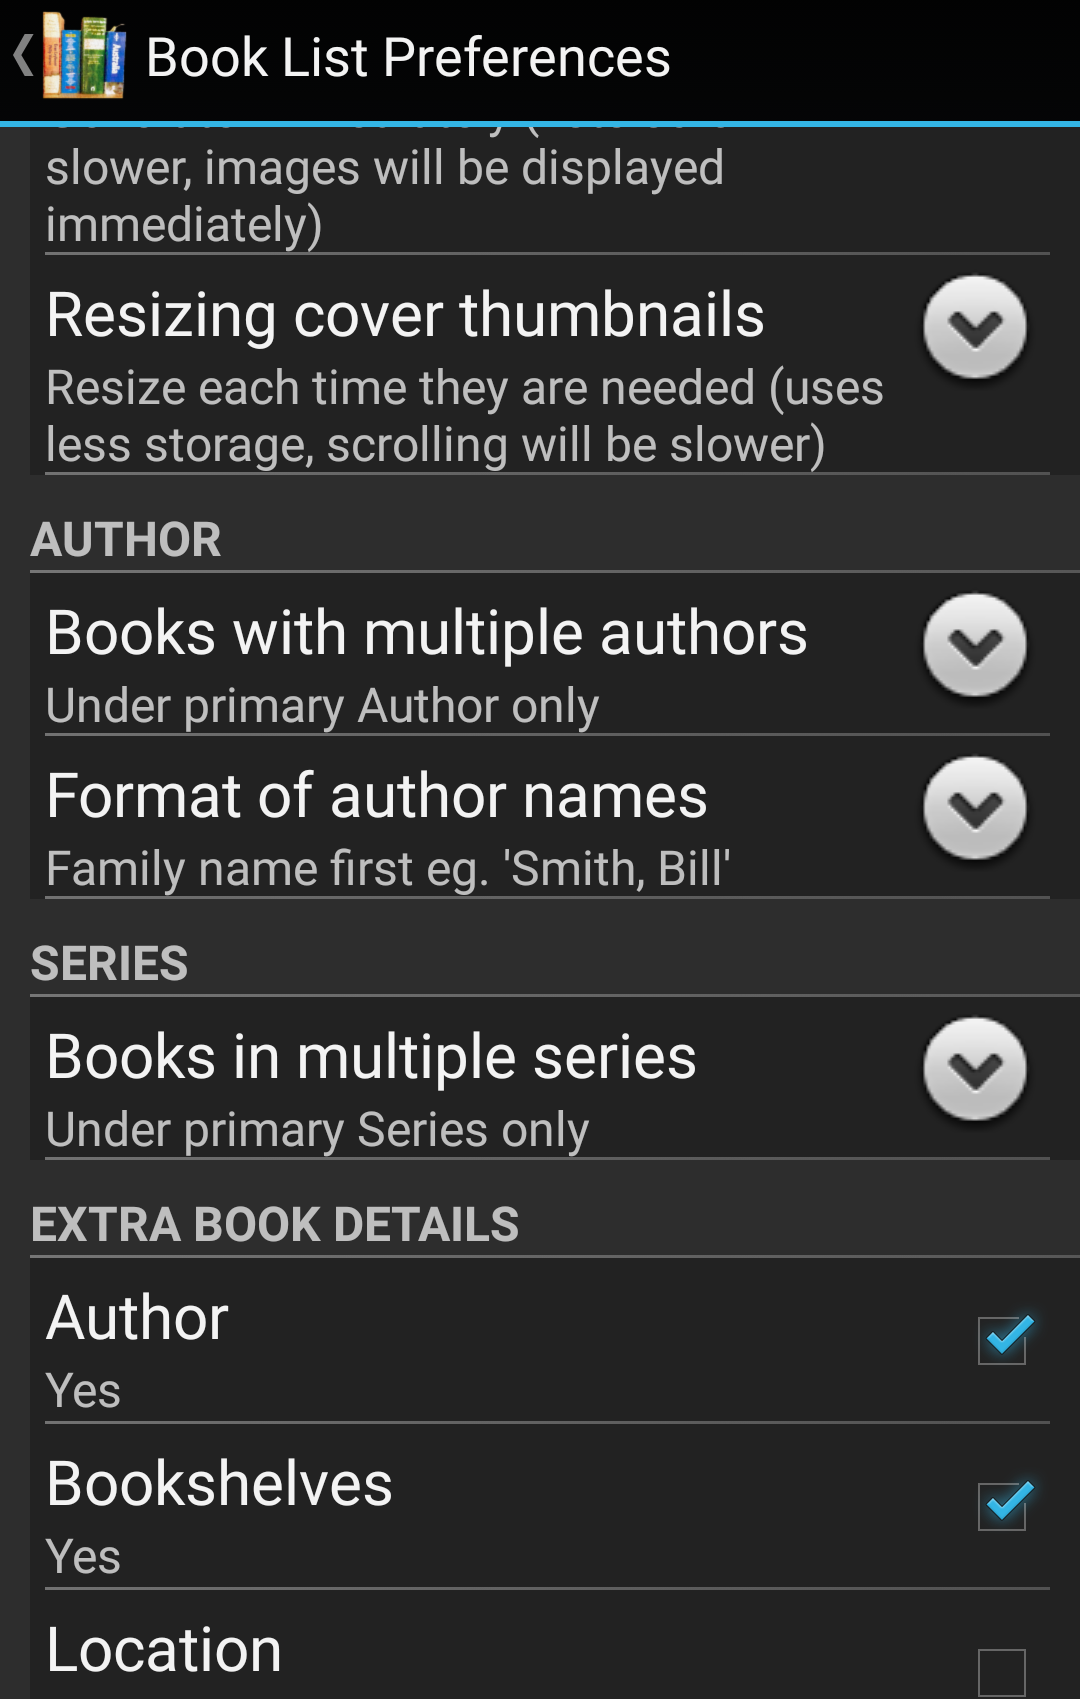 Book List Preferences
slower, images will be displayed
immediately)
Resizing cover thumbnails
Resize each time they are needed (uses
less storage, scrolling will be slower)
AUTHOR
Books with multiple authors
Under primary Author only
Format of author names
Family name first eg. 'Smith, Bill'
SERIES
Books in multiple series
Under primary Series only
EXTRA BOOK DETAILS
Author
Yes
Bookshelves
Yes
Location